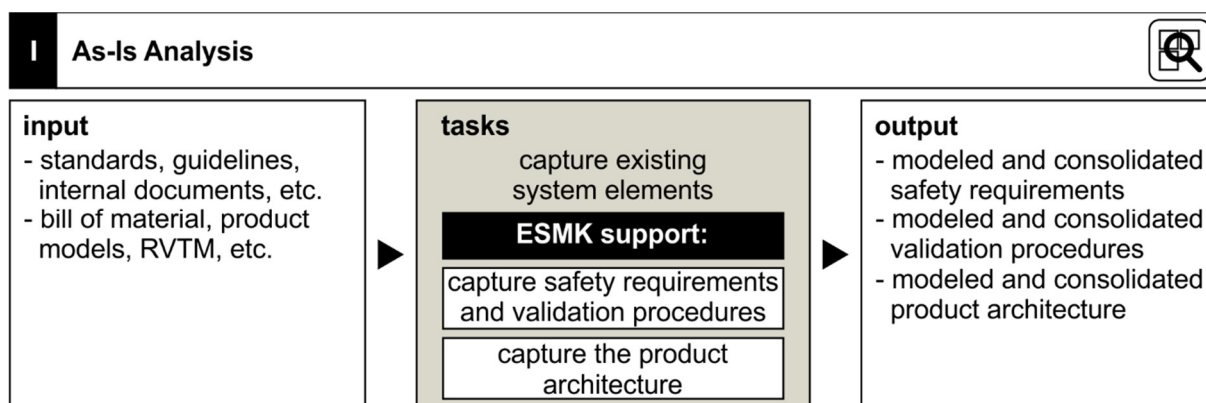 I As-Is Analysis
input
- standards, guidelines,
internal documents, etc.
- bill of material, product
models, RVTM, etc.
tasks
capture existing
system elements
ESMK support:
capture safety requirements
and validation procedures
capture the product
architecture
output
- modeled and consolidated
safety requirements
- modeled and consolidated
validation procedures
- modeled and consolidated
product architecture